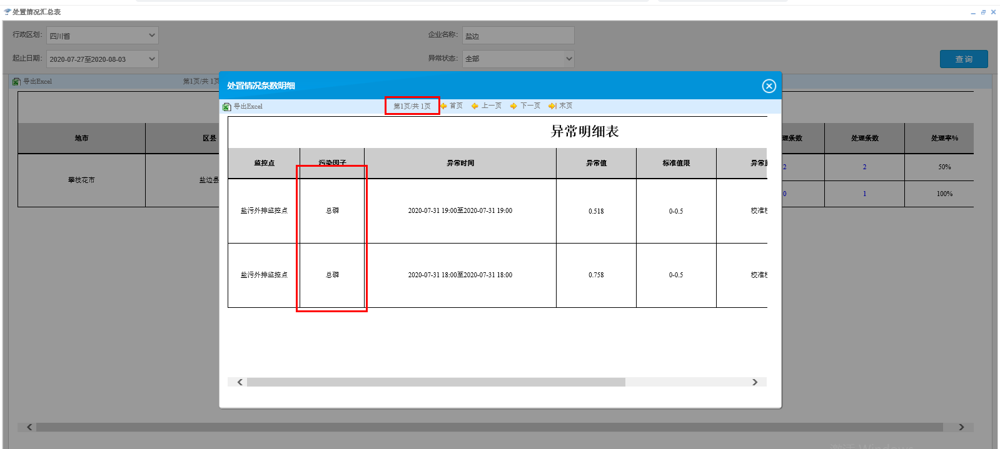 处置情况汇总表
行政区划: 四川省 企业名称: 盐边
起止日期: 2020-07-27至2020-08-03 异常状态: 全部 查 询
导出Excel 第1页/共 1页
地市 区县 理条数 处理条数 处理率%
攀枝花市 盐边县 2 2 50%
0 1 100%
处置情况条数明细
导出Excel 第1页/共 1页 首页 上一页 下一页 末页
异常明细表
监控点 污染因子 异常时间 异常值 标准值限 异常原
盐污外排监控点 总磷 2020-07-31 19:00至2020-07-31 19:00 0.518 0-0.5 校准校
盐污外排监控点 总磷 2020-07-31 18:00至2020-07-31 18:00 0.758 0-0.5 校准校
激活 Windows